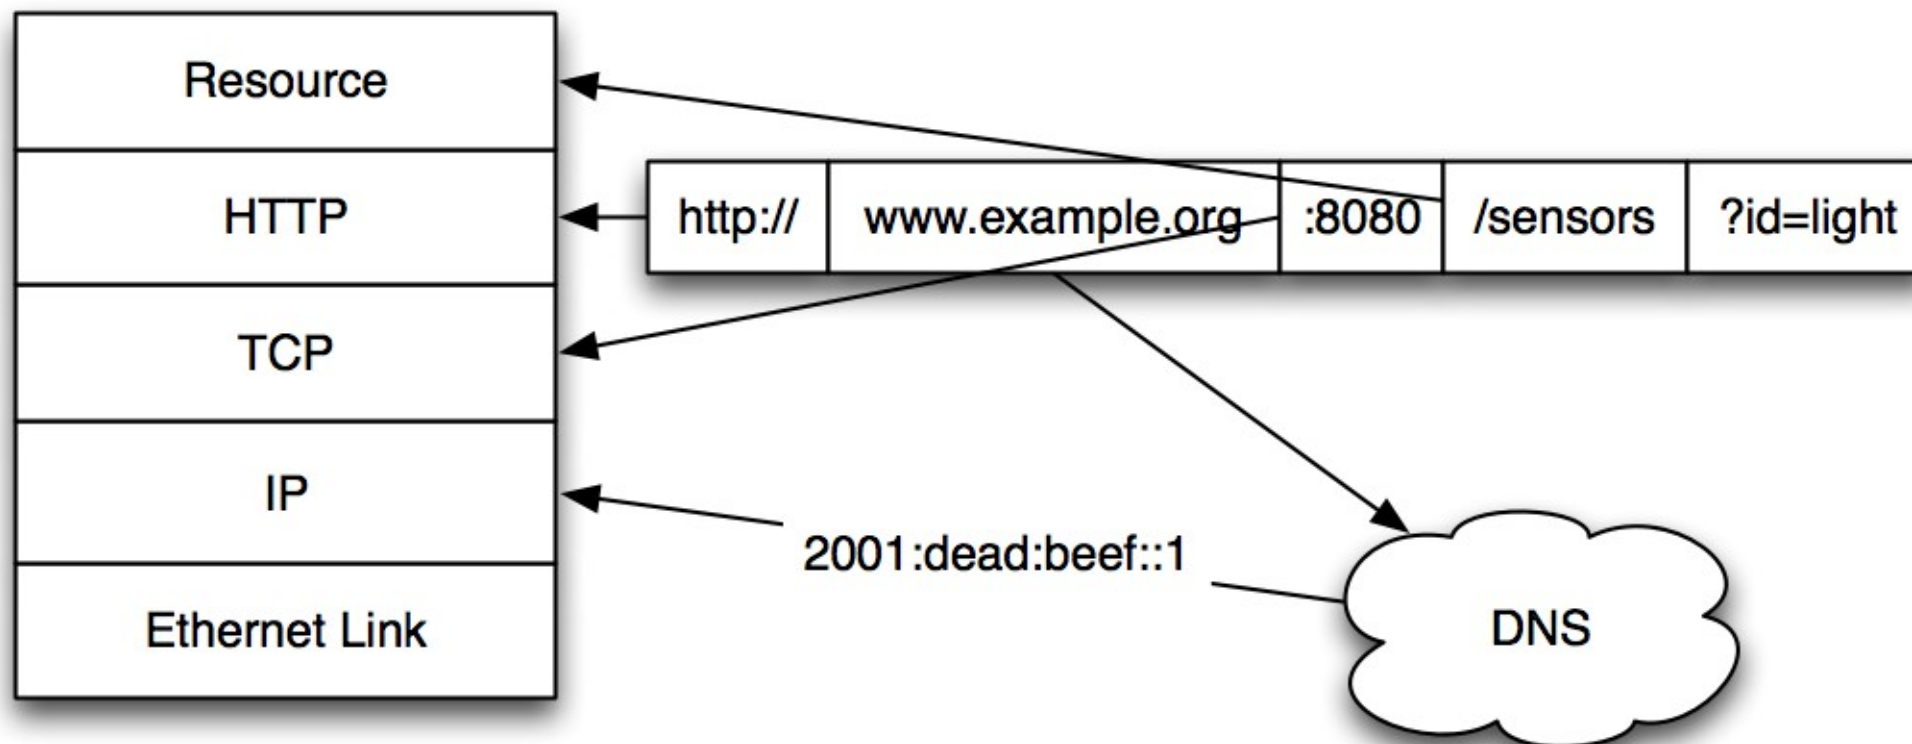 Resource
HTTP
http://
www.example.org
:8080
/sensors
?id=light
TCP
IP
2001:dead:beef::1
DNS
Ethernet Link